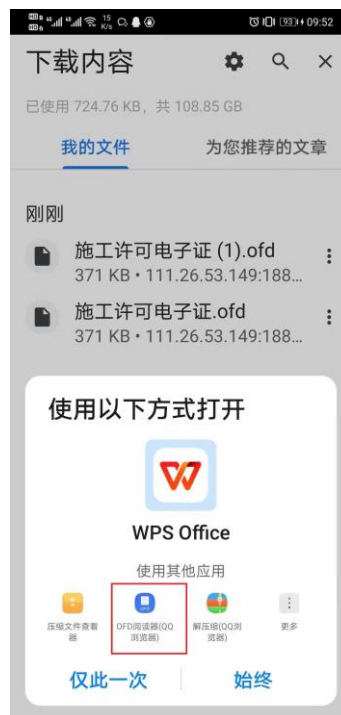 HD 15 K/s 93 09:52
下载内容
已使用 724.76 KB，共 108.85 GB
我的文件 为您推荐的文章
刚刚
施工许可电子证 (1).ofd
371 KB • 111.26.53.149:188...
施工许可电子证.ofd
371 KB • 111.26.53.149:188...
使用以下方式打开
WPS Office
使用其他应用
压缩文件查看器
OFD阅读器(QQ浏览器)
解压缩(QQ浏览器)
更多
仅此一次 始终